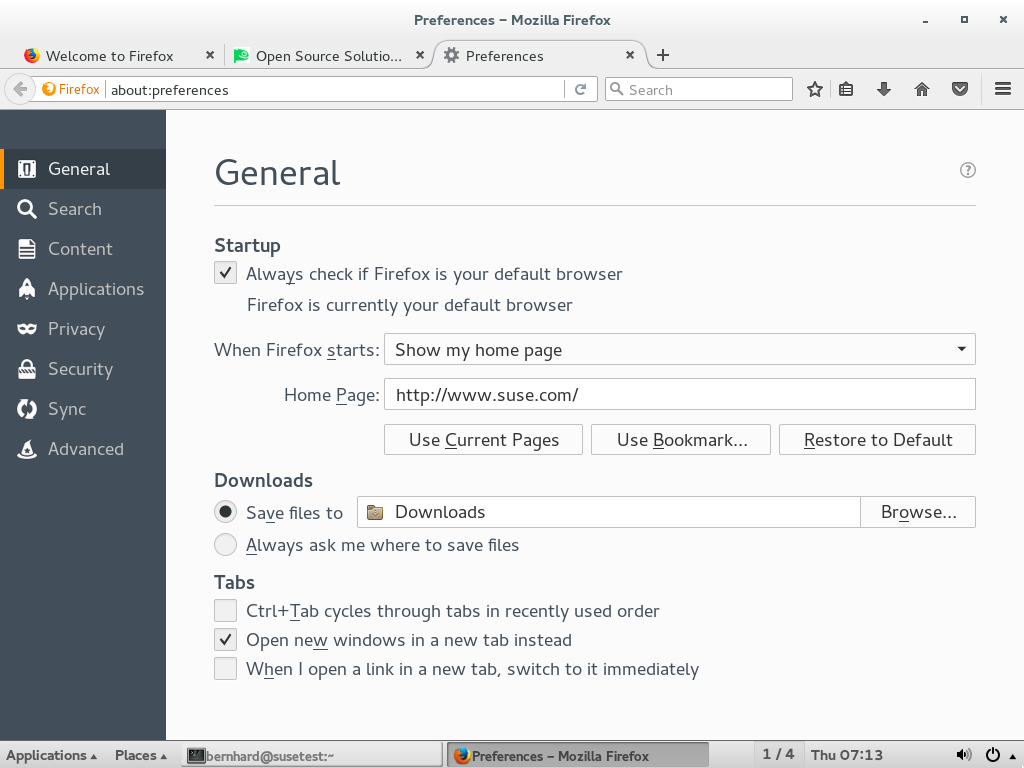 Preferences – Mozilla Firefox
Welcome to Firefox
Open Source Solutio...
Preferences
Firefox
about:preferences
Search
General
Search
Content
Applications
Privacy
Security
Sync
Advanced
General
Startup
Always check if Firefox is your default browser
Firefox is currently your default browser
When Firefox starts: Show my home page
Home Page: http://www.suse.com/
Use Current Pages Use Bookmark... Restore to Default
Downloads
Save files to Downloads Browse...
Always ask me where to save files
Tabs
Ctrl+Tab cycles through tabs in recently used order
Open new windows in a new tab instead
When I open a link in a new tab, switch to it immediately
Applications Places bernhard@susetest:~ Preferences – Mozilla Firefox 1 / 4 Thu 07:13